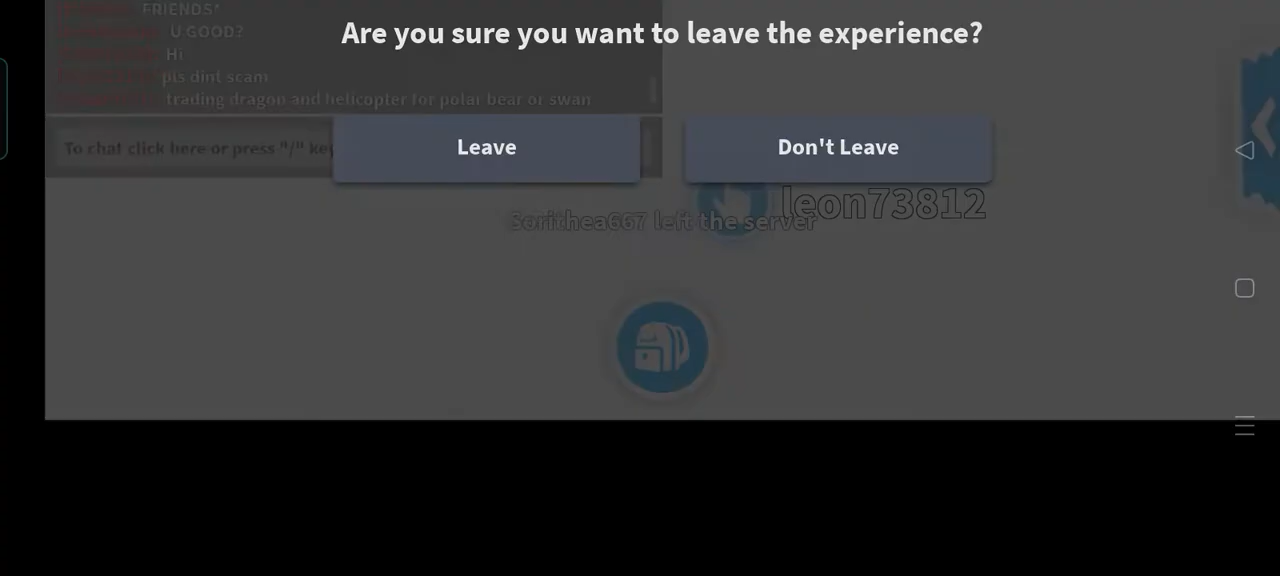 FRIENDS*
Are you sure you want to leave the experience?
U GOOD?
Hi
pls dint scam
trading dragon and helicopter for polar bear or swan
To chat click here or press "/" key
Leave
Don't Leave
leon73812
left the server